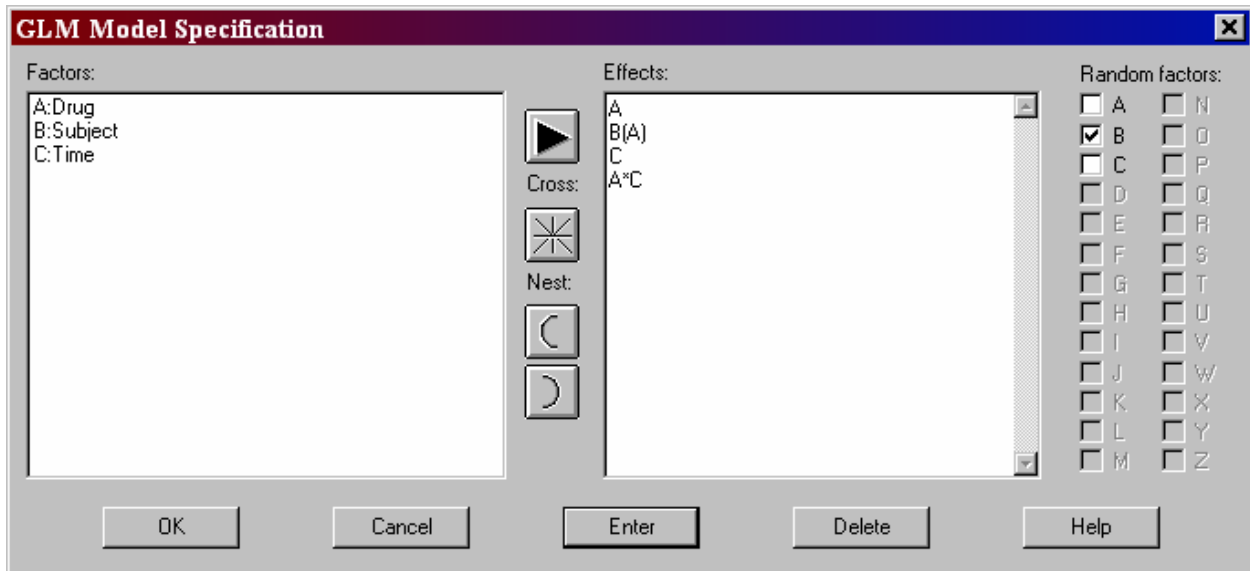 GLM Model Specification
Factors:
A:Drug
B:Subject
C:Time
Cross:
Nest:
Effects:
A
B(A)
C
A*C
Random factors:
A N
B O
C P
D Q
E R
F S
G T
H U
I V
J W
K X
L Y
M Z
OK Cancel Enter Delete Help